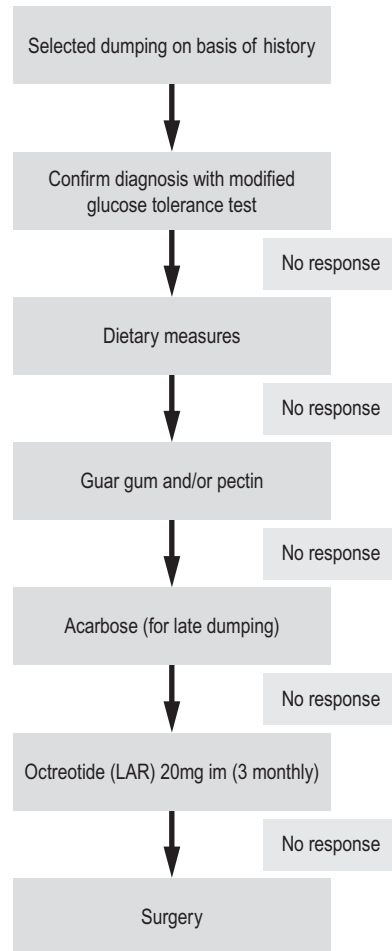 Selected dumping on basis of history
Confirm diagnosis with modified
glucose tolerance test
No response
Dietary measures
No response
Guar gum and/or pectin
No response
Acarbose (for late dumping)
No response
Octreotide (LAR) 20mg im (3 monthly)
No response
Surgery